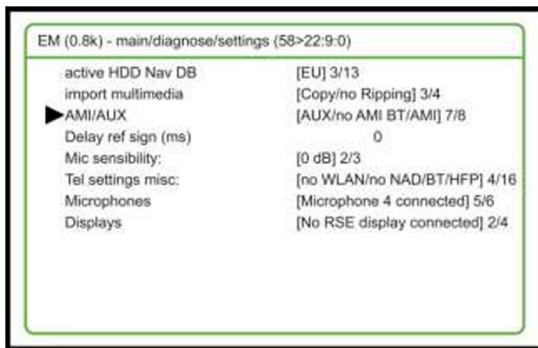 EM (0.8k) - main/diagnose/settings (58>22:9:0)
active HDD Nav DB [EU] 3/13
import multimedia [Copy/no Ripping] 3/4
AMI/AUX [AUX/no AMI BT/AMI] 7/8
Delay ref sign (ms) 0
Mic sensibility: [0 dB] 2/3
Tel settings misc: [no WLAN/no NAD/BT/HFP] 4/16
Microphones [Microphone 4 connected] 5/6
Displays [No RSE display connected] 2/4